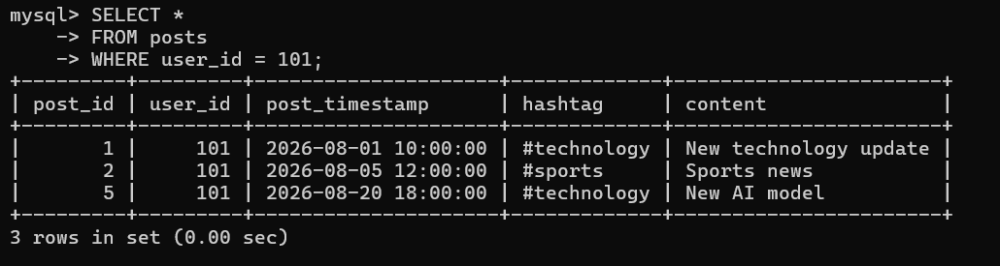 mysql> SELECT *
    -> FROM posts
    -> WHERE user_id = 101;
+---------+---------+---------------------+-------------+-----------------------+
| post_id | user_id | post_timestamp      | hashtag     | content               |
+---------+---------+---------------------+-------------+-----------------------+
|       1 |     101 | 2026-08-01 10:00:00 | #technology | New technology update |
|       2 |     101 | 2026-08-05 12:00:00 | #sports     | Sports news           |
|       5 |     101 | 2026-08-20 18:00:00 | #technology | New AI model          |
+---------+---------+---------------------+-------------+-----------------------+
3 rows in set (0.00 sec)